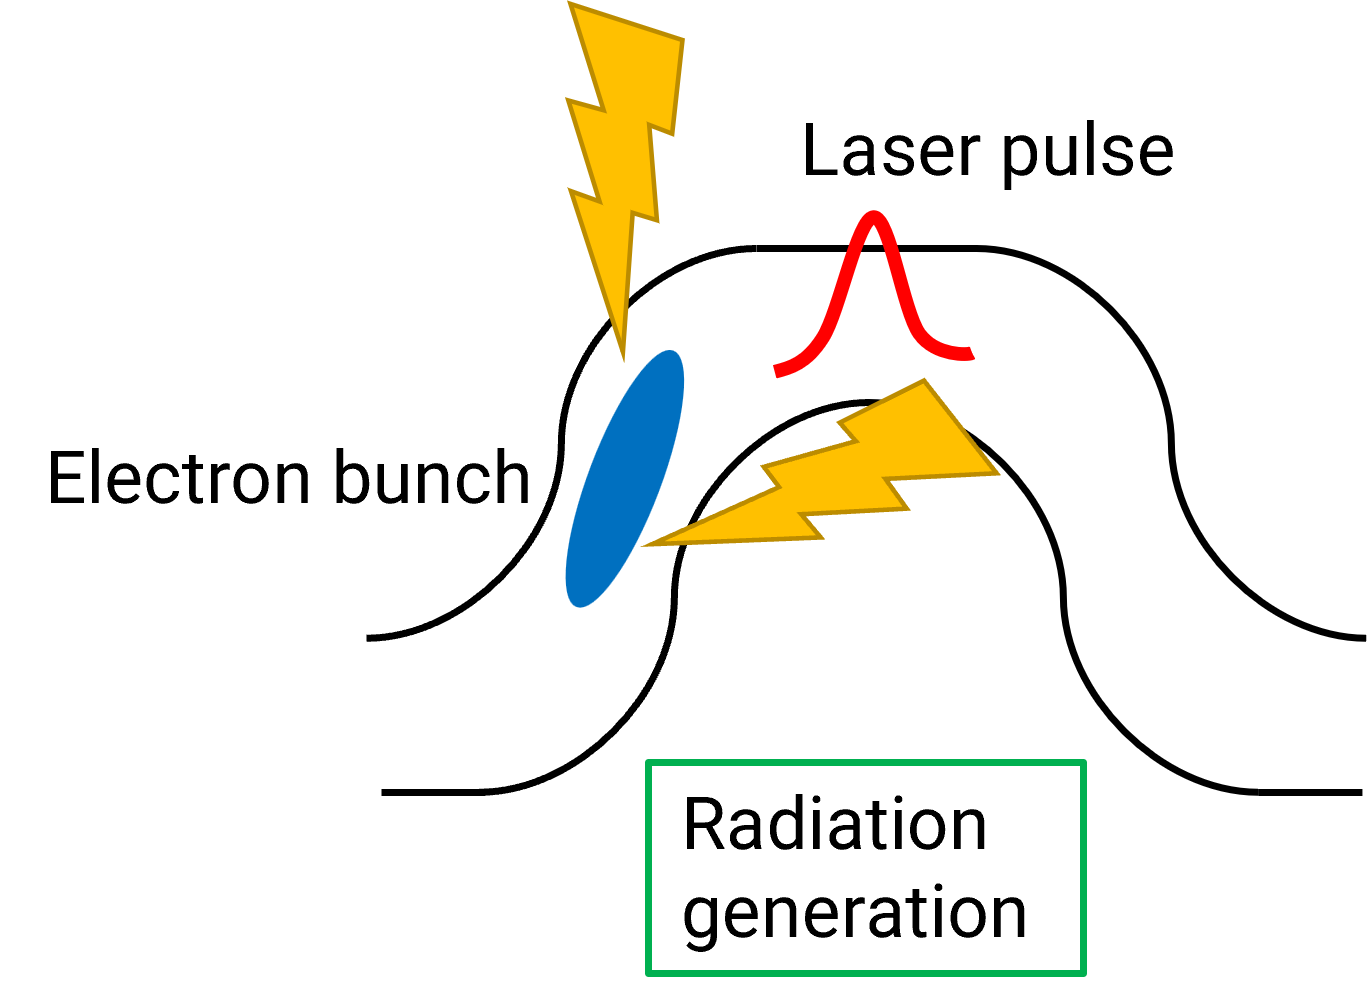 Laser pulse
Electron bunch
Radiation
generation